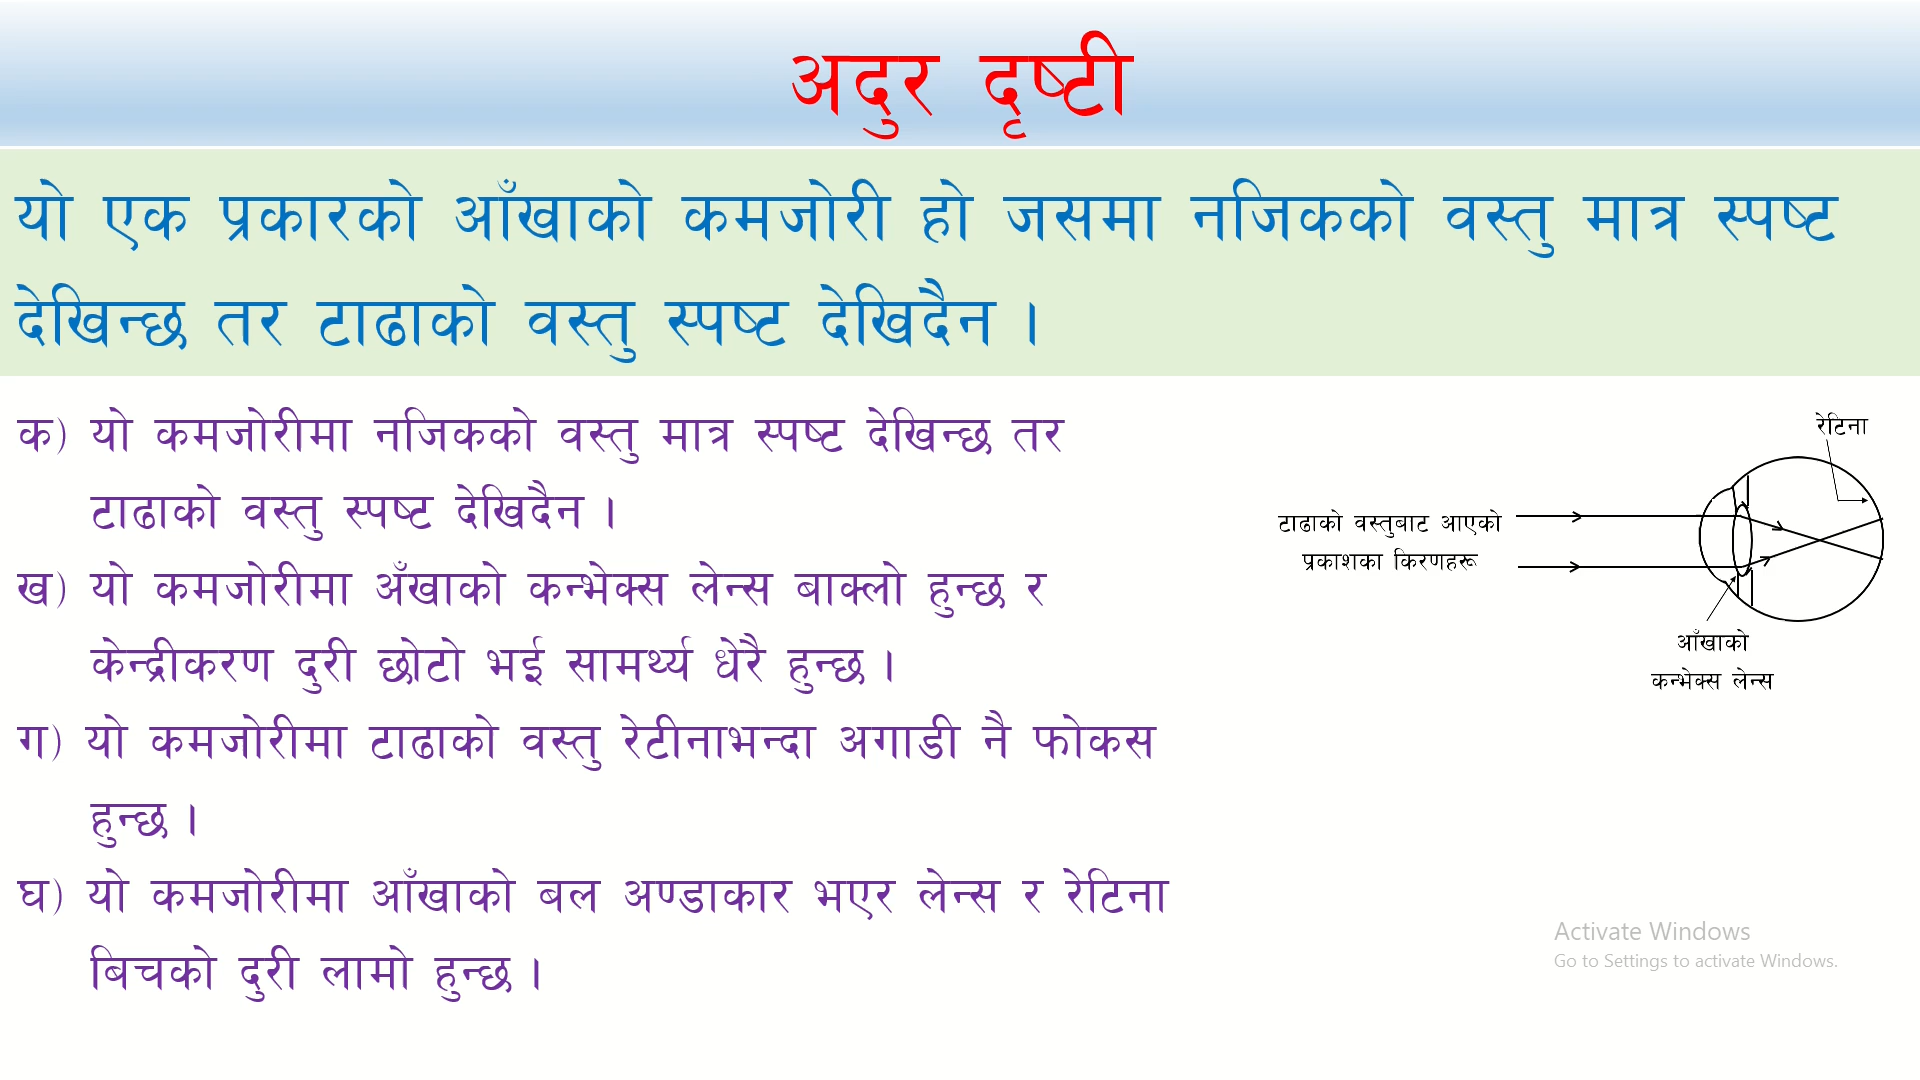 अदुर दृष्टी
यो एक प्रकारको आँखाको कमजोरी हो जसमा नजिकको वस्तु मात्र स्पष्ट
देखिन्छ तर टाढाको वस्तु स्पष्ट देखिदैन ।
क) यो कमजोरीमा नजिकको वस्तु मात्र स्पष्ट देखिन्छ तर
टाढाको वस्तु स्पष्ट देखिदैन ।
ख) यो कमजोरीमा अँखाको कन्भेक्स लेन्स बाक्लो हुन्छ र
केन्द्रीकरण दुरी छोटो भई सामर्थ्य धेरै हुन्छ ।
ग) यो कमजोरीमा टाढाको वस्तु रेटीनाभन्दा अगाडी नै फोकस
हुन्छ ।
घ) यो कमजोरीमा आँखाको बल अण्डाकार भएर लेन्स र रेटिना
बिचको दुरी लामो हुन्छ ।
रेटिना
टाढाको वस्तुबाट आएको
प्रकाशका किरणहरू
आँखाको
कन्भेक्स लेन्स
Activate Windows
Go to Settings to activate Windows.